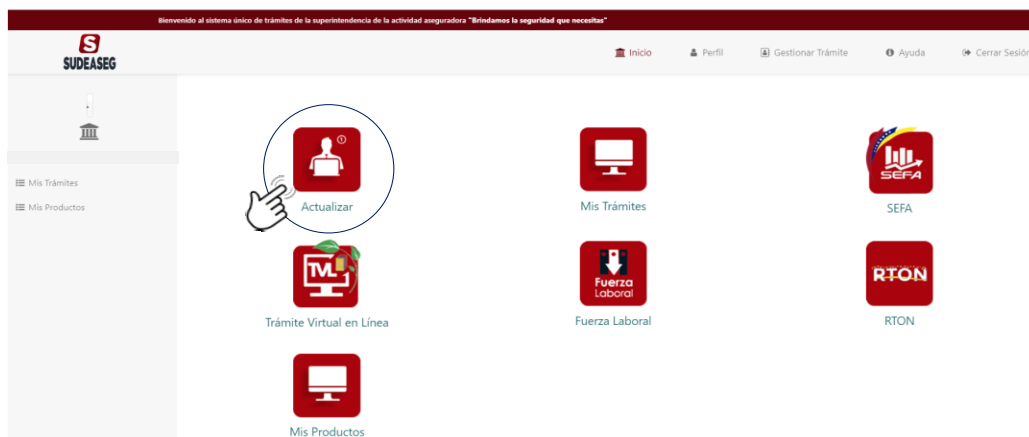 Bienvenido al sistema único de trámites de la superintendencia de la actividad aseguradora "Brindamos la seguridad que necesitas"
S
SUDEASEG
Inicio Perfil Gestionar Trámite Ayuda Cerrar Sesión
Mis Trámites
Mis Productos
Actualizar
Mis Trámites
SEFA
SEFA
TVL
Trámite Virtual en Línea
Fuerza
Laboral
Fuerza Laboral
RTON
RTON
Mis Productos